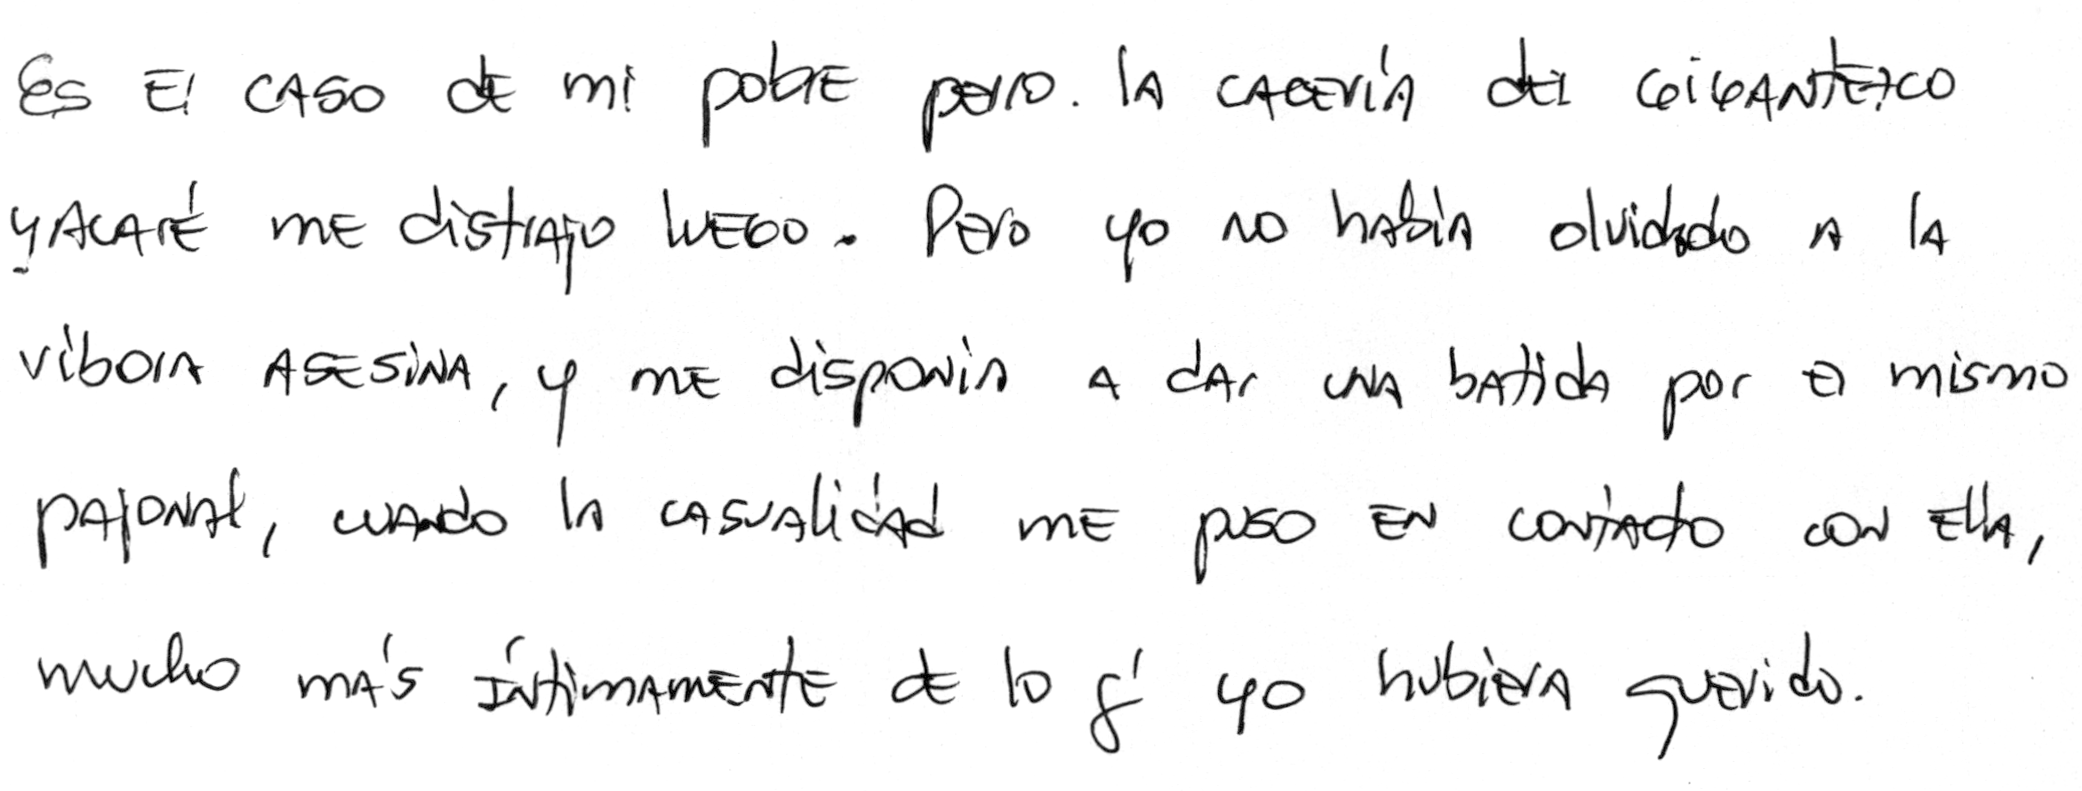 Es el caso de mi pobre perro. la cacería del gigantesco
yacaré me distrajo luego. Pero yo no había olvidado a la
víbora asesina, y me disponía a dar una batida por el mismo
pajonal, cuando la casualidad me puso en contacto con ella,
mucho más íntimamente de lo q' yo hubiera querido.